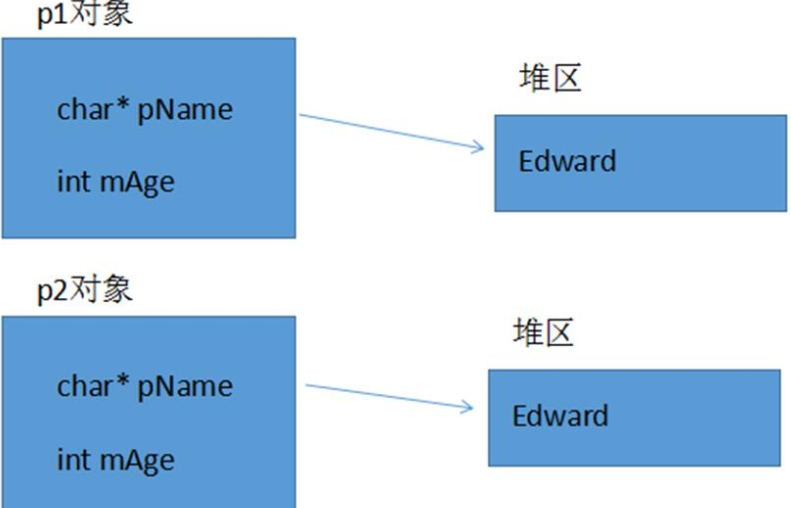 p1对象
char* pName
int mAge
堆区
Edward
p2对象
char* pName
int mAge
堆区
Edward